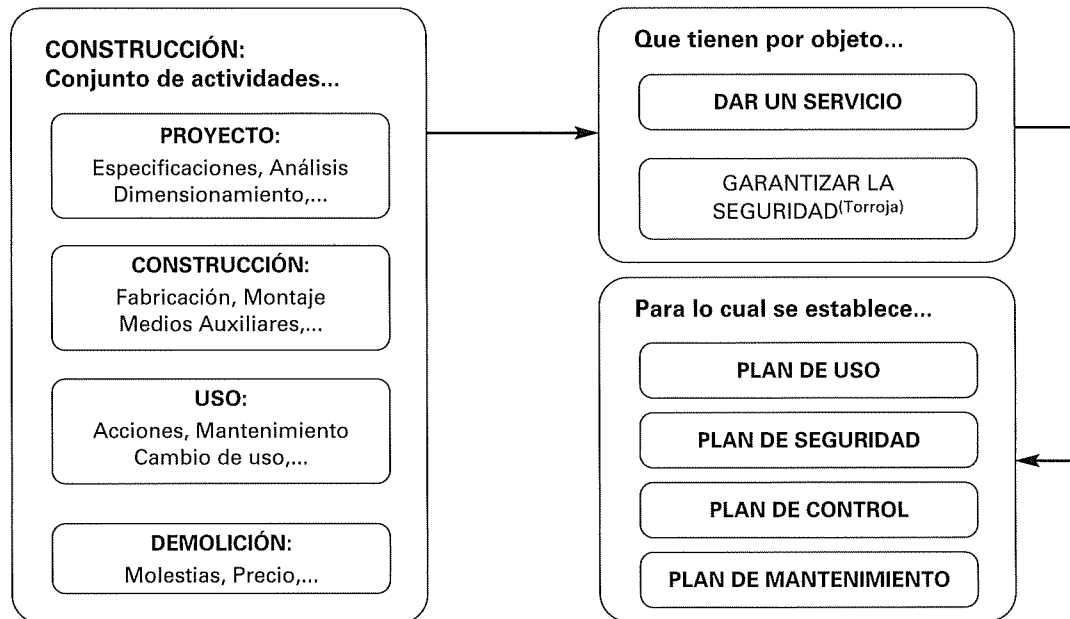 CONSTRUCCIÓN:
Conjunto de actividades...
PROYECTO:
Especificaciones, Análisis
Dimensionamiento,...
CONSTRUCCIÓN:
Fabricación, Montaje
Medios Auxiliares,...
USO:
Acciones, Mantenimiento
Cambio de uso,...
DEMOLICIÓN:
Molestias, Precio,...
Que tienen por objeto...
DAR UN SERVICIO
GARANTIZAR LA
SEGURIDAD(Torroja)
Para lo cual se establece...
PLAN DE USO
PLAN DE SEGURIDAD
PLAN DE CONTROL
PLAN DE MANTENIMIENTO